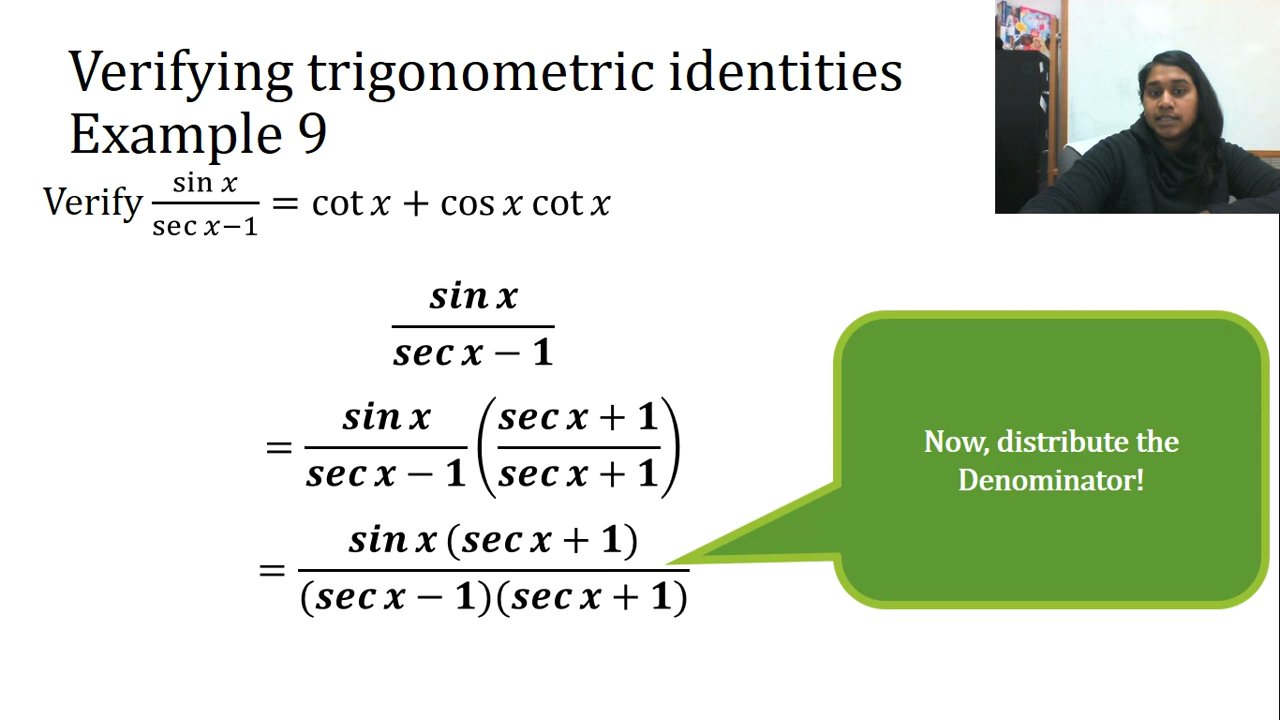 Verifying trigonometric identities
Example 9
Verify sin x / sec x−1 = cot x + cos x cot x
sin x / sec x − 1
= sin x / sec x − 1 (sec x + 1 / sec x + 1)
= sin x (sec x + 1) / (sec x − 1)(sec x + 1)
Now, distribute the
Denominator!